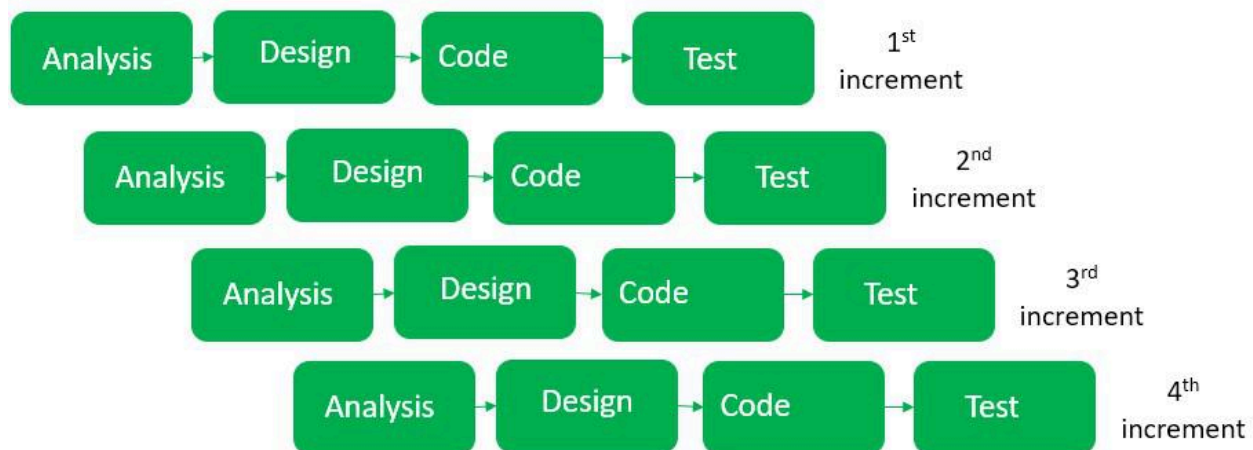 Analysis Design Code Test 1st
increment
Analysis Design Code Test 2nd
increment
Analysis Design Code Test 3rd
increment
Analysis Design Code Test 4th
increment